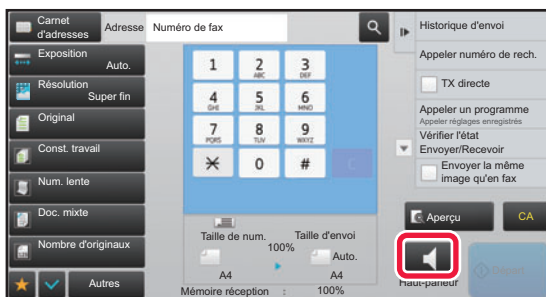 Carnet
d'adresses
Adresse
Numéro de fax
Exposition
Auto.
Résolution
Super fin
Original
Const. travail
Num. lente
Doc. mixte
Nombre d'originaux
Autres
1
2
ABC
3
DEF
4
GHI
5
JKL
6
MNO
7
PQRS
8
TUV
9
WXYZ
0
#
C
Taille de num.
Taille d'envoi
100%
Auto.
A4
A4
Mémoire réception : 100%
Historique d'envoi
Appeler numéro de rech.
TX directe
Appeler un programme
Appeler réglages enregistrés
Vérifier l'état
Envoyer/Recevoir
Envoyer la même
image qu'en fax
Aperçu
CA
Haut-parleur
Départ